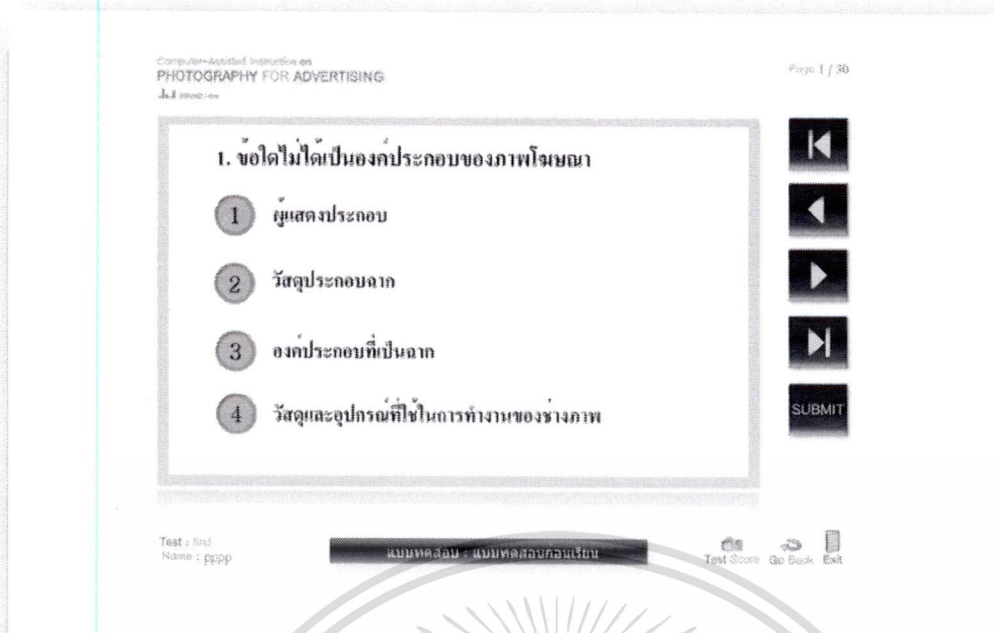 Computer-Assisted Instruction on
PHOTOGRAPHY FOR ADVERTISING
Page 1 / 30
1. ข้อใดไม่ได้เป็นองค์ประกอบของภาพโฆษณา
1 ผู้แสดงประกอบ
2 วัสดุประกอบฉาก
3 องค์ประกอบที่เป็นฉาก
4 วัสดุและอุปกรณ์ที่ใช้ในการทำงานของช่างภาพ
SUBMIT
Test : first
Name : pppp
แบบทดสอบ : แบบทดสอบก่อนเรียน
Test Score Go Back Exit